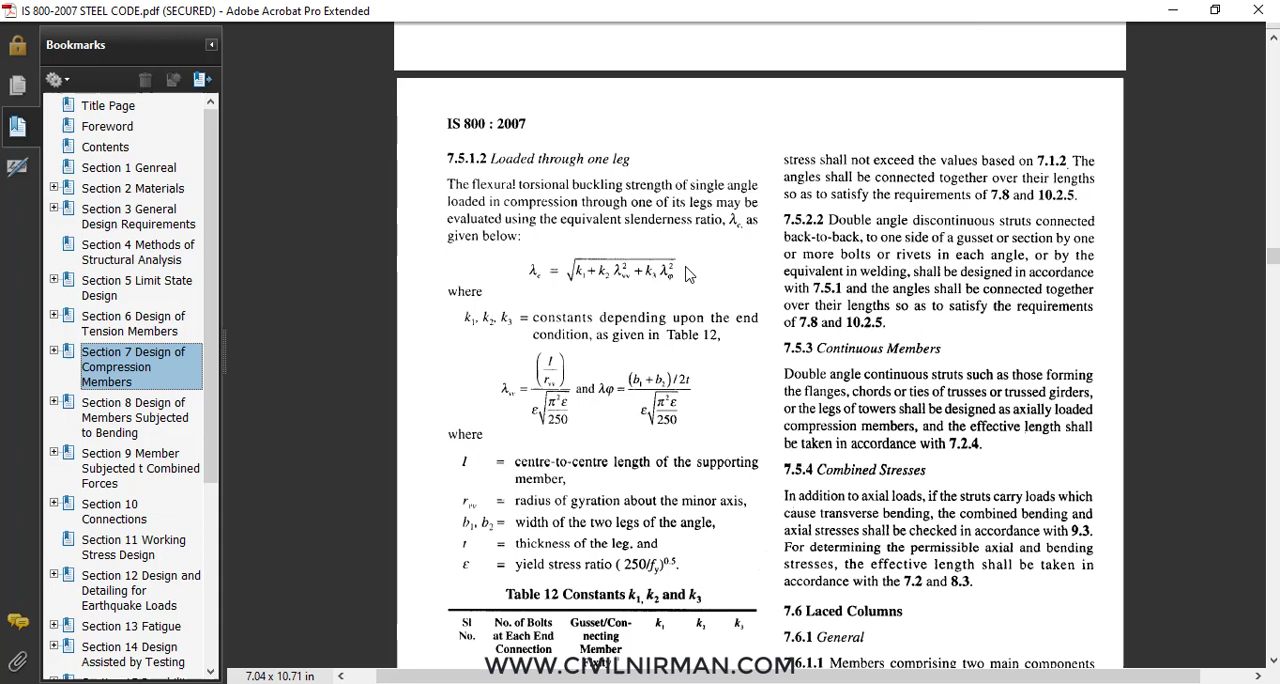 IS 800-2007 STEEL CODE.pdf (SECURED) - Adobe Acrobat Pro Extended
Bookmarks
Title Page
Foreword
Contents
Section 1 Genreal
Section 2 Materials
Section 3 General
Design Requirements
Section 4 Methods of
Structural Analysis
Section 5 Limit State
Design
Section 6 Design of
Tension Members
Section 7 Design of
Compression
Members
Section 8 Design of
Members Subjected
to Bending
Section 9 Member
Subjected t Combined
Forces
Section 10
Connections
Section 11 Working
Stress Design
Section 12 Design and
Detailing for
Earthquake Loads
Section 13 Fatigue
Section 14 Design
Assisted by Testing
IS 800 : 2007
7.5.1.2 Loaded through one leg
The flexural torsional buckling strength of single angle
loaded in compression through one of its legs may be
evaluated using the equivalent slenderness ratio, λe, as
given below:
λe = √(k1 + k2 λ²vv + k3 λ²φ)
where
k1, k2, k3 = constants depending upon the end
condition, as given in Table 12,
λvv = (l / rvv) / (ε √(π²ε / 250)) and λφ = (b1 + b2) / 2t / (ε √(π²ε / 250))
where
l = centre-to-centre length of the supporting
member,
rvv = radius of gyration about the minor axis,
b1, b2 = width of the two legs of the angle,
t = thickness of the leg, and
ε = yield stress ratio ( 250/fy)0.5.
Table 12 Constants k1, k2 and k3
Sl No. of Bolts Gusset/Con- k1 k2 k3
No. at Each End necting
Connection Member
stress shall not exceed the values based on 7.1.2. The
angles shall be connected together over their lengths
so as to satisfy the requirements of 7.8 and 10.2.5.
7.5.2.2 Double angle discontinuous struts connected
back-to-back, to one side of a gusset or section by one
or more bolts or rivets in each angle, or by the
equivalent in welding, shall be designed in accordance
with 7.5.1 and the angles shall be connected together
over their lengths so as to satisfy the requirements
of 7.8 and 10.2.5.
7.5.3 Continuous Members
Double angle continuous struts such as those forming
the flanges, chords or ties of trusses or trussed girders,
or the legs of towers shall be designed as axially loaded
compression members, and the effective length shall
be taken in accordance with 7.2.4.
7.5.4 Combined Stresses
In addition to axial loads, if the struts carry loads which
cause transverse bending, the combined bending and
axial stresses shall be checked in accordance with 9.3.
For determining the permissible axial and bending
stresses, the effective length shall be taken in
accordance with the 7.2 and 8.3.
7.6 Laced Columns
7.6.1 General
7.6.1.1 Members comprising two main components
WWW.CIVILNIRMAN.COM
7.04 x 10.71 in